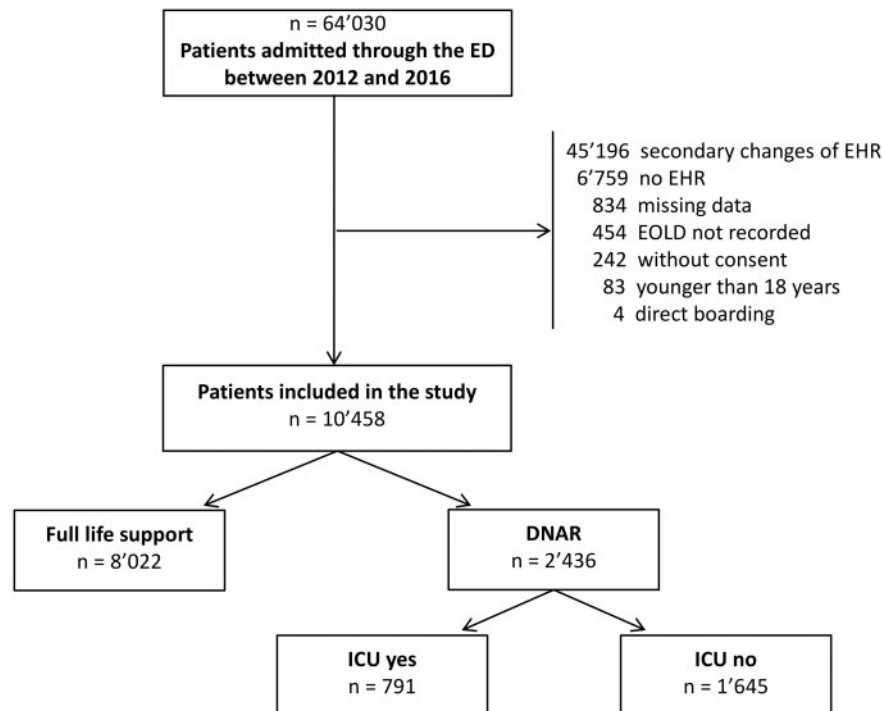 n = 64’030
Patients admitted through the ED
between 2012 and 2016
45’196 secondary changes of EHR
6’759 no EHR
834 missing data
454 EOLD not recorded
242 without consent
83 younger than 18 years
4 direct boarding
Patients included in the study
n = 10’458
Full life support
n = 8’022
DNAR
n = 2’436
ICU yes
n = 791
ICU no
n = 1’645